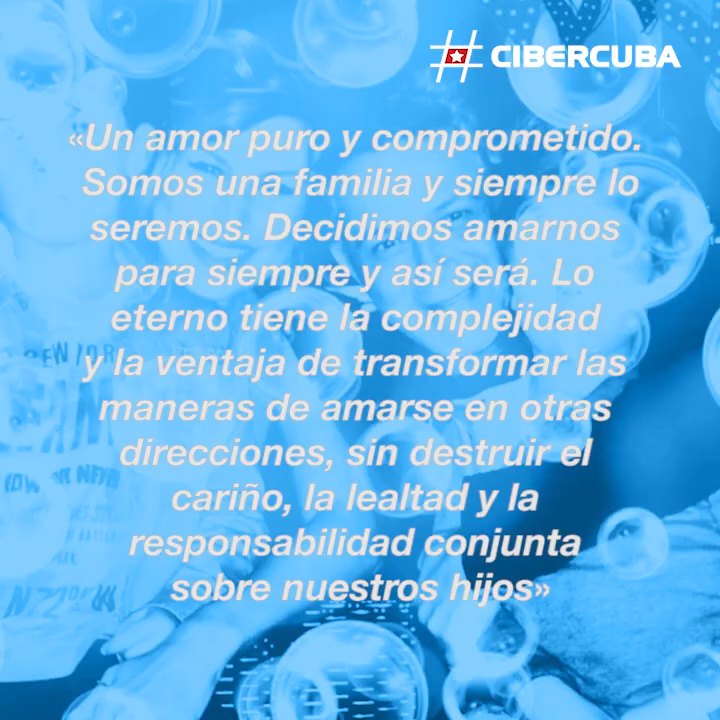 CIBERCUBA
«Un amor puro y comprometido.
Somos una familia y siempre lo
seremos. Decidimos amarnos
para siempre y así será. Lo
eterno tiene la complejidad
y la ventaja de transformar las
maneras de amarse en otras
direcciones, sin destruir el
cariño, la lealtad y la
responsabilidad conjunta
sobre nuestros hijos»